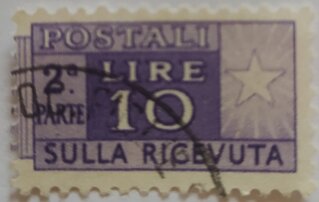 POSTALI
2ª LIRE
PARTE 10
SULLA RICEVUTA